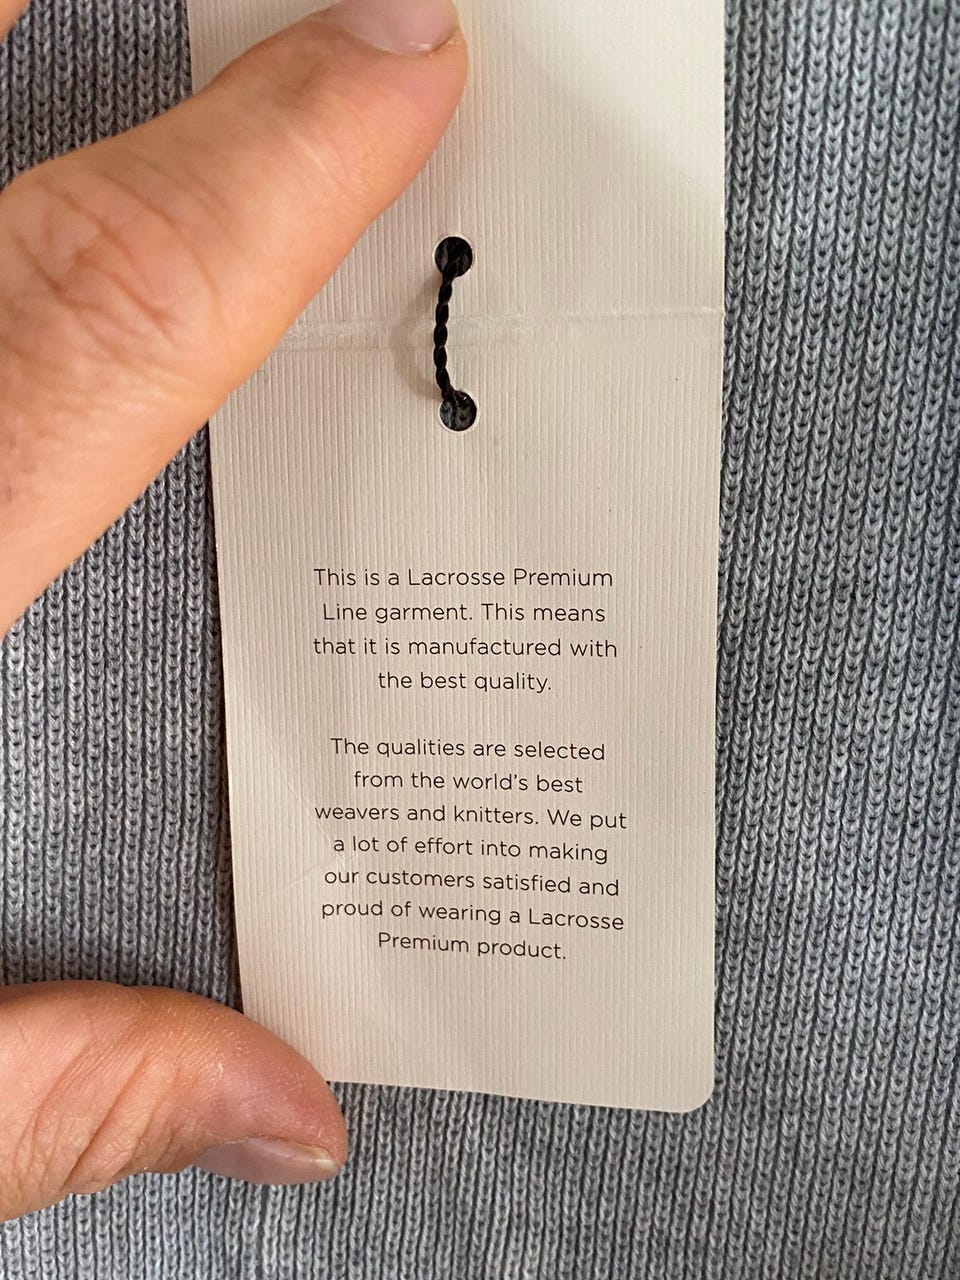 This is a Lacrosse Premium
Line garment. This means
that it is manufactured with
the best quality.
The qualities are selected
from the world's best
weavers and knitters. We put
a lot of effort into making
our customers satisfied and
proud of wearing a Lacrosse
Premium product.